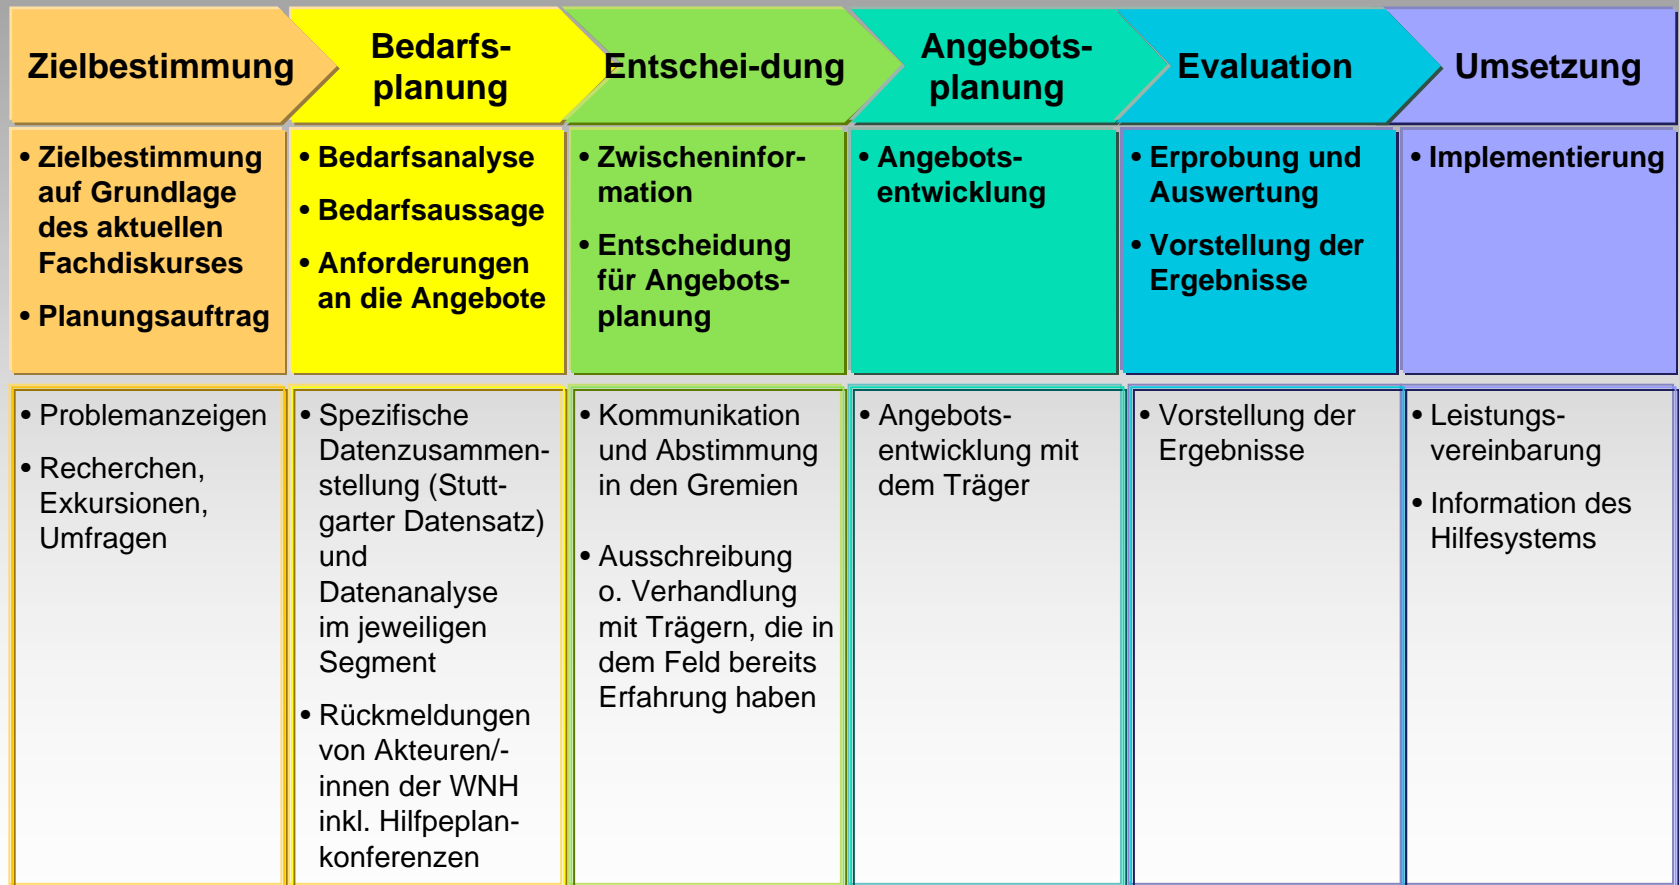 Zielbestimmung
Bedarfs-
planung
Entschei-dung
Angebots-
planung
Evaluation
Umsetzung
• Zielbestimmung
auf Grundlage
des aktuellen
Fachdiskurses
• Planungsauftrag
• Bedarfsanalyse
• Bedarfsaussage
• Anforderungen
an die Angebote
• Zwischeninfor-
mation
• Entscheidung
für Angebots-
planung
• Angebots-
entwicklung
• Erprobung und
Auswertung
• Vorstellung der
Ergebnisse
• Implementierung
• Problemanzeigen
• Recherchen,
Exkursionen,
Umfragen
• Spezifische
Datenzusammen-
stellung (Stutt-
garter Datensatz)
und
Datenanalyse
im jeweiligen
Segment
• Rückmeldungen
von Akteuren/-
innen der WNH
inkl. Hilfpeplan-
konferenzen
• Kommunikation
und Abstimmung
in den Gremien
• Ausschreibung
o. Verhandlung
mit Trägern, die in
dem Feld bereits
Erfahrung haben
• Angebots-
entwicklung mit
dem Träger
• Vorstellung der
Ergebnisse
• Leistungs-
vereinbarung
• Information des
Hilfesystems